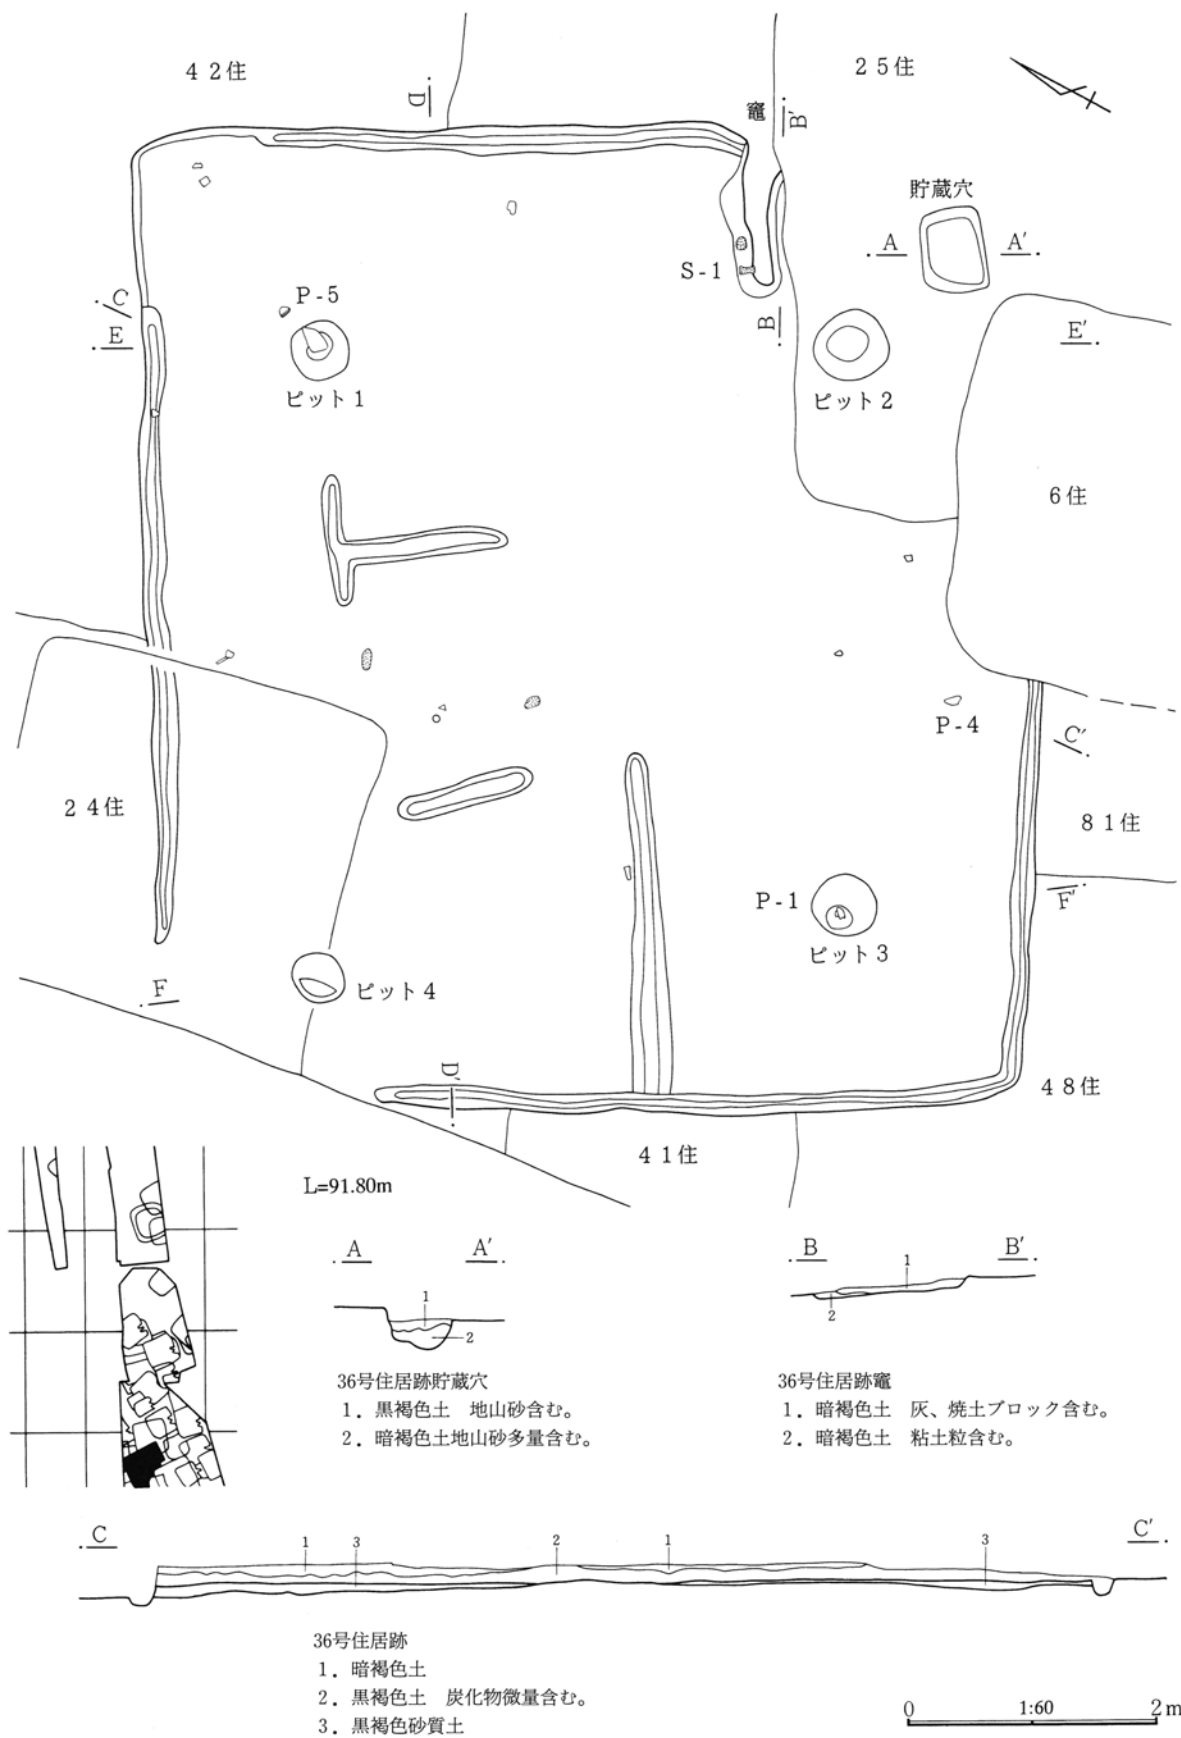 42住
25住
D
竈
B′
貯蔵穴
A
A′
S-1
C
P-5
E
B
E′
ピット1
ピット2
6住
P-4
C′
24住
81住
P-1
F′
ピット3
F
ピット4
D′
48住
41住
L=91.80m
A
A′
B
B′
1
1
2
2
36号住居跡貯蔵穴
1．黒褐色土　地山砂含む。
2．暗褐色土地山砂多量含む。
36号住居跡竈
1．暗褐色土　灰、焼土ブロック含む。
2．暗褐色土　粘土粒含む。
C
C′
1
3
2
1
3
36号住居跡
1．暗褐色土
2．黒褐色土　炭化物微量含む。
3．黒褐色砂質土
0
1:60
2m